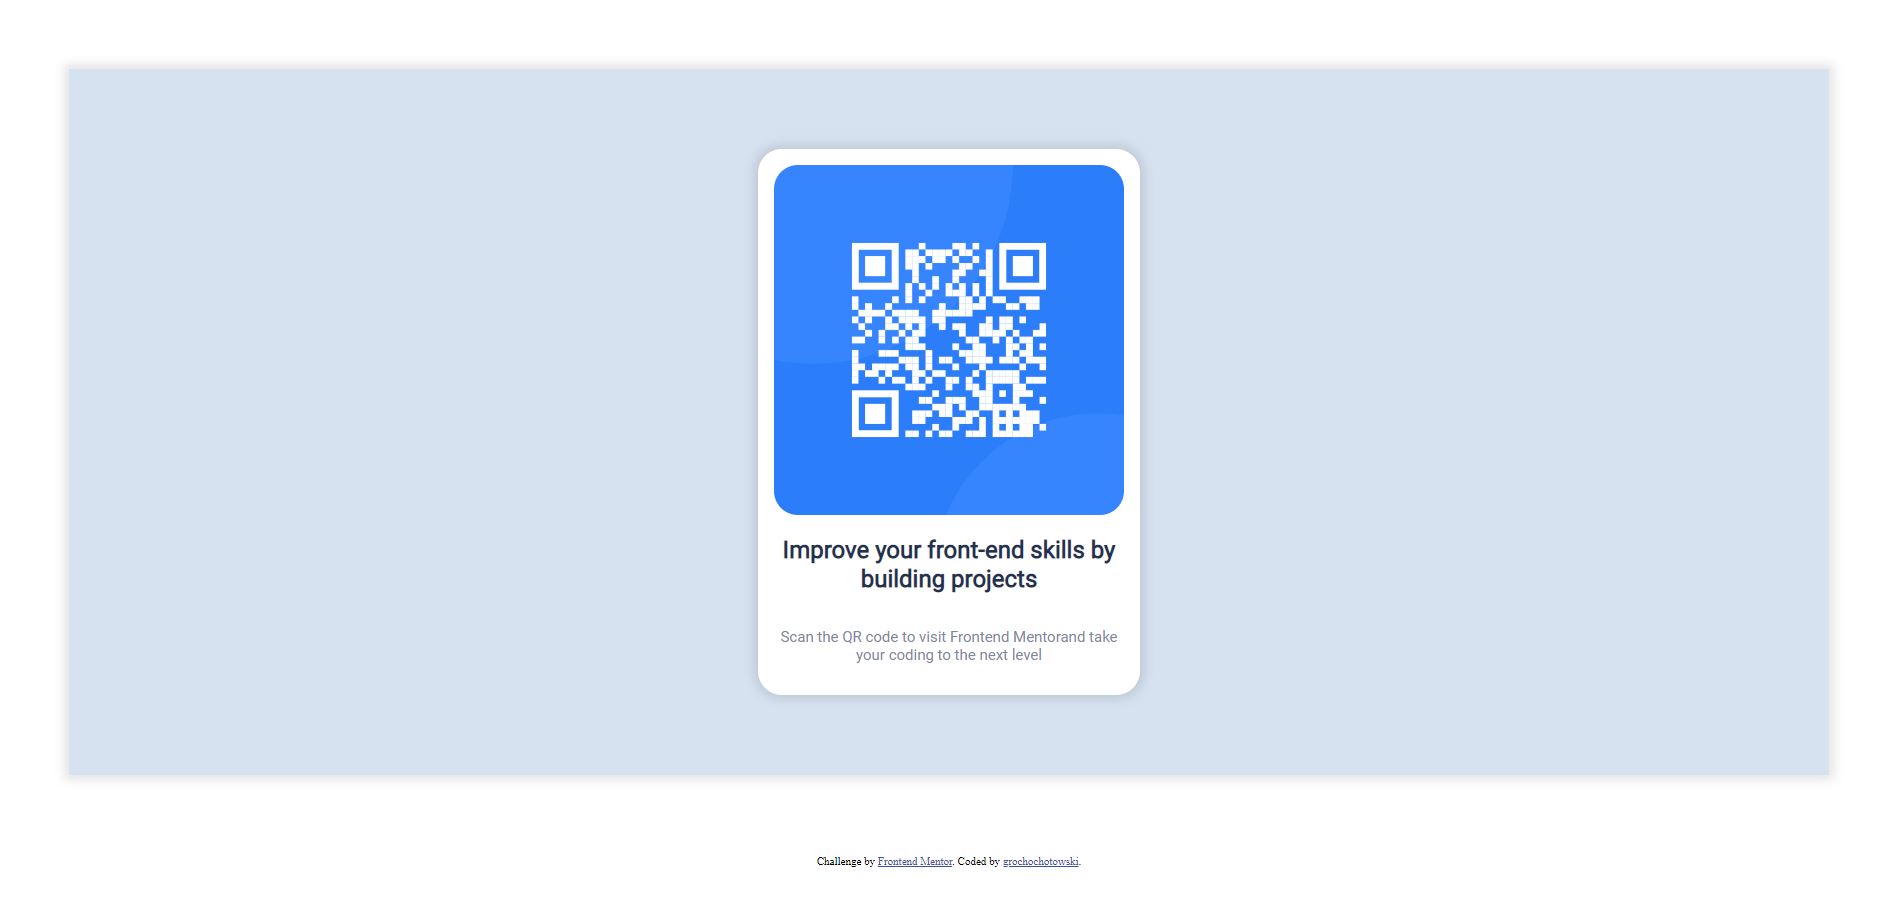 Improve your front-end skills by
building projects
Scan the QR code to visit Frontend Mentorand take
your coding to the next level
Challenge by Frontend Mentor. Coded by grochochotowski.